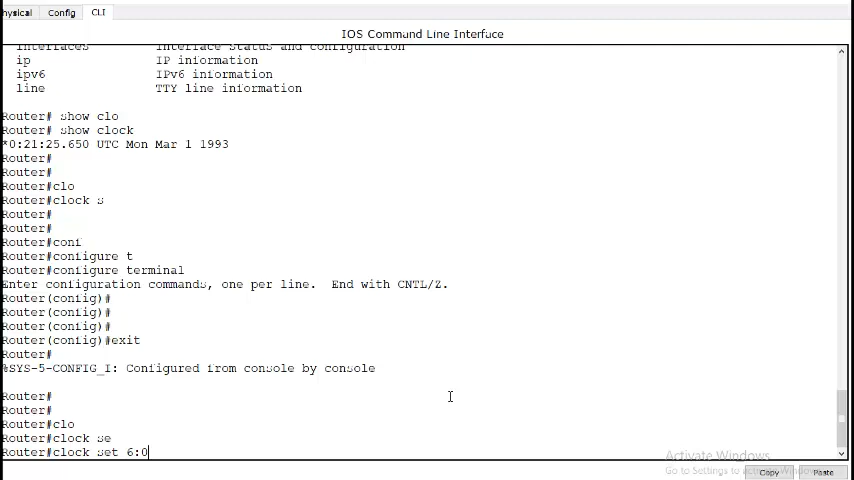 hysical Config CLI
IOS Command Line Interface
interfaces Interface status and configuration
ip IP information
ipv6 IPv6 information
line TTY line information
Router# show clo
Router# show clock
*0:21:25.650 UTC Mon Mar 1 1993
Router#
Router#
Router#clo
Router#clock s
Router#
Router#
Router#conf
Router#configure t
Router#configure terminal
Enter configuration commands, one per line. End with CNTL/Z.
Router(config)#
Router(config)#
Router(config)#
Router(config)#exit
Router#
%SYS-5-CONFIG_I: Configured from console by console
Router#
Router#
Router#clo
Router#clock se
Router#clock set 6:0
Activate Windows
Go to Settings to activate Windows.
Copy Paste